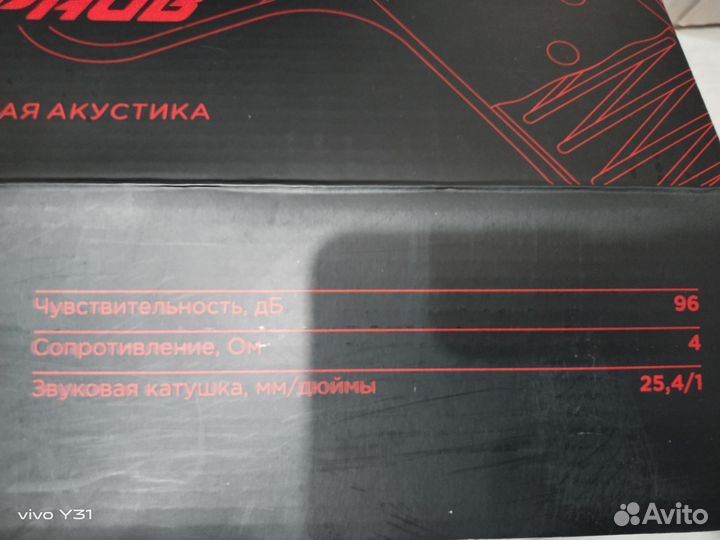 АЯ АКУСТИКА
Чувствительность, дБ 96
Сопротивление, Ом 4
Звуковая катушка, мм/дюймы 25,4/1
vivo Y31
Avito